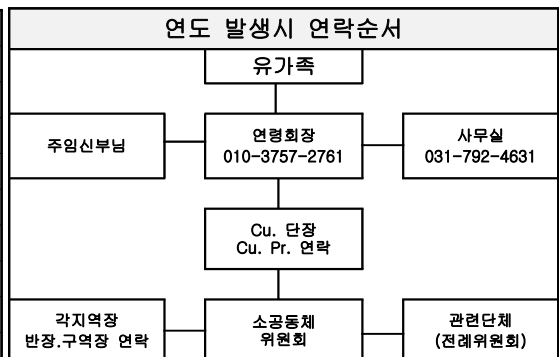 연도 발생시 연락순서
유가족
주임신부님
연령회장
010-3757-2761
사무실
031-792-4631
Cu. 단장
Cu. Pr. 연락
각지역장
반장.구역장 연락
소공동체
위원회
관련단체
(전례위원회)